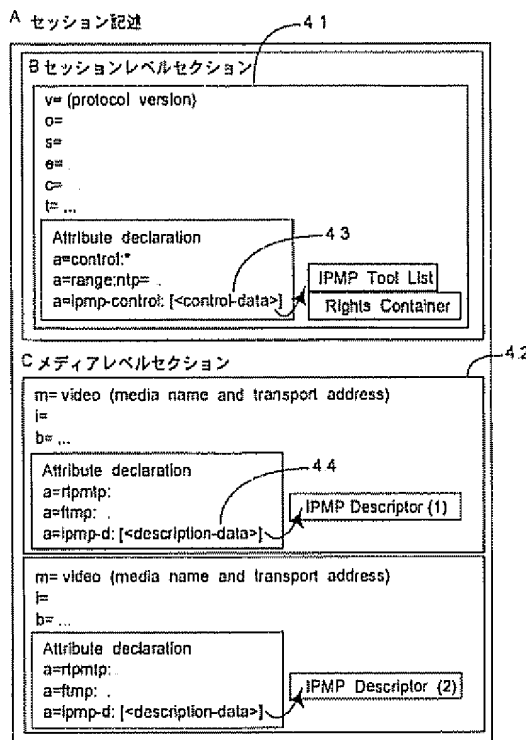 A セッション記述
41
B セッションレベルセクション
v= (protocol version)
o=
s=
e= .
c= .
t= ...
Attribute declaration
a=control:*
a=range:ntp= .
a=ipmp-control: [<control-data>]
43
IPMP Tool List
Rights Container
C メディアレベルセクション
42
m= video (media name and transport address)
i=
b= ...
Attribute declaration
a=rtpmtp:
a=ftmp: .
a=ipmp-d: [<description-data>]
44
IPMP Descriptor (1)
m= video (media name and transport address)
i=
b= ...
Attribute declaration
a=rtpmtp:
a=ftmp: .
a=ipmp-d: [<description-data>]
IPMP Descriptor (2)